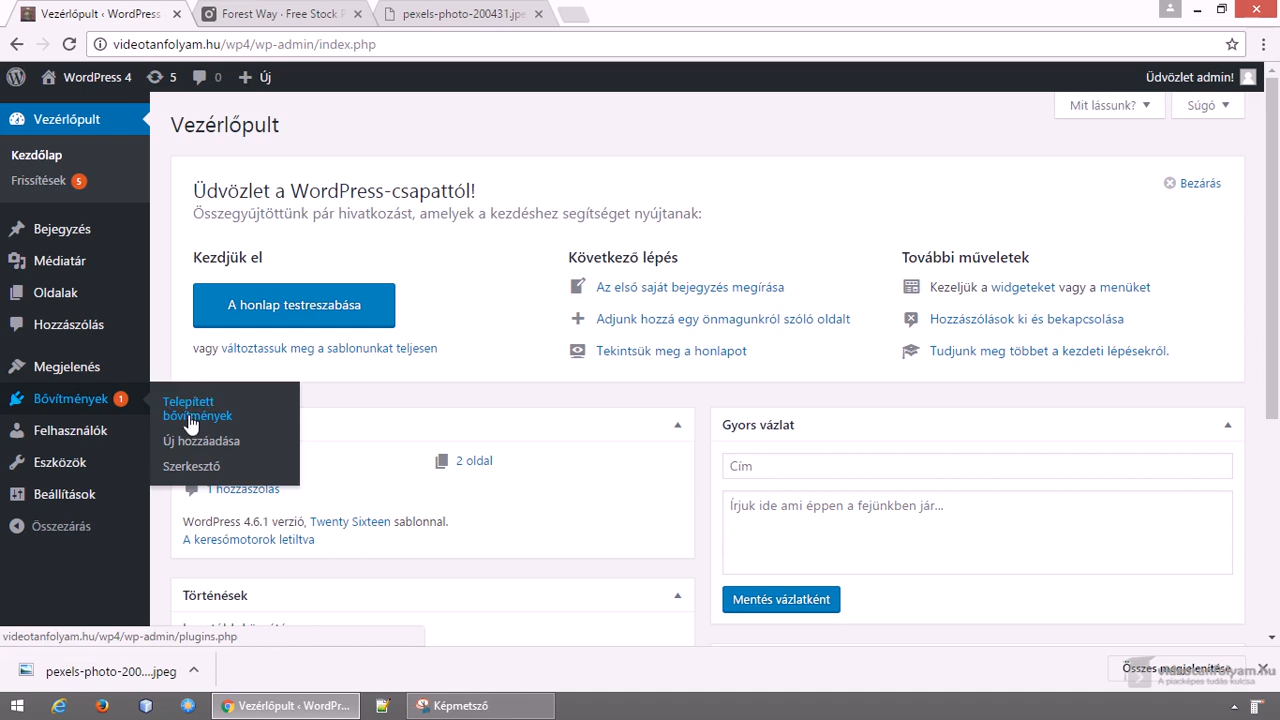 Vezérlőpult ‹ WordPress
Forest Way · Free Stock P
pexels-photo-200431.jpe
videotanfolyam.hu/wp4/wp-admin/index.php
WordPress 4
5
0
Új
Üdvözlet admin!
Vezérlőpult
Kezdőlap
Frissítések 5
Bejegyzés
Médiatár
Oldalak
Hozzászólás
Megjelenés
Bővítmények 1
Felhasználók
Eszközök
Beállítások
Összezárás
Telepített
bővítmények
Új hozzáadása
Szerkesztő
Mit lássunk?
Súgó
Vezérlőpult
Üdvözlet a WordPress-csapattól!
Bezárás
Összegyűjtöttünk pár hivatkozást, amelyek a kezdéshez segítséget nyújtanak:
Kezdjük el
A honlap testreszabása
vagy változtassuk meg a sablonunkat teljesen
Következő lépés
Az első saját bejegyzés megírása
Adjunk hozzá egy önmagunkról szóló oldalt
Tekintsük meg a honlapot
További műveletek
Kezeljük a widgeteket vagy a menüket
Hozzászólások ki és bekapcsolása
Tudjunk meg többet a kezdeti lépésekről.
2 oldal
1 hozzászólás
WordPress 4.6.1 verzió, Twenty Sixteen sablonnal.
A keresőmotorok letiltva
Történések
Gyors vázlat
Cím
Írjuk ide ami éppen a fejünkben jár...
Mentés vázlatként
videotanfolyam.hu/wp4/wp-admin/plugins.php
pexels-photo-200....jpeg
Összes megjelenítése
videotanfolyam.hu
A piacképes tudás kulcsa
Vezérlőpult ‹ WordPr...
Képmetsző